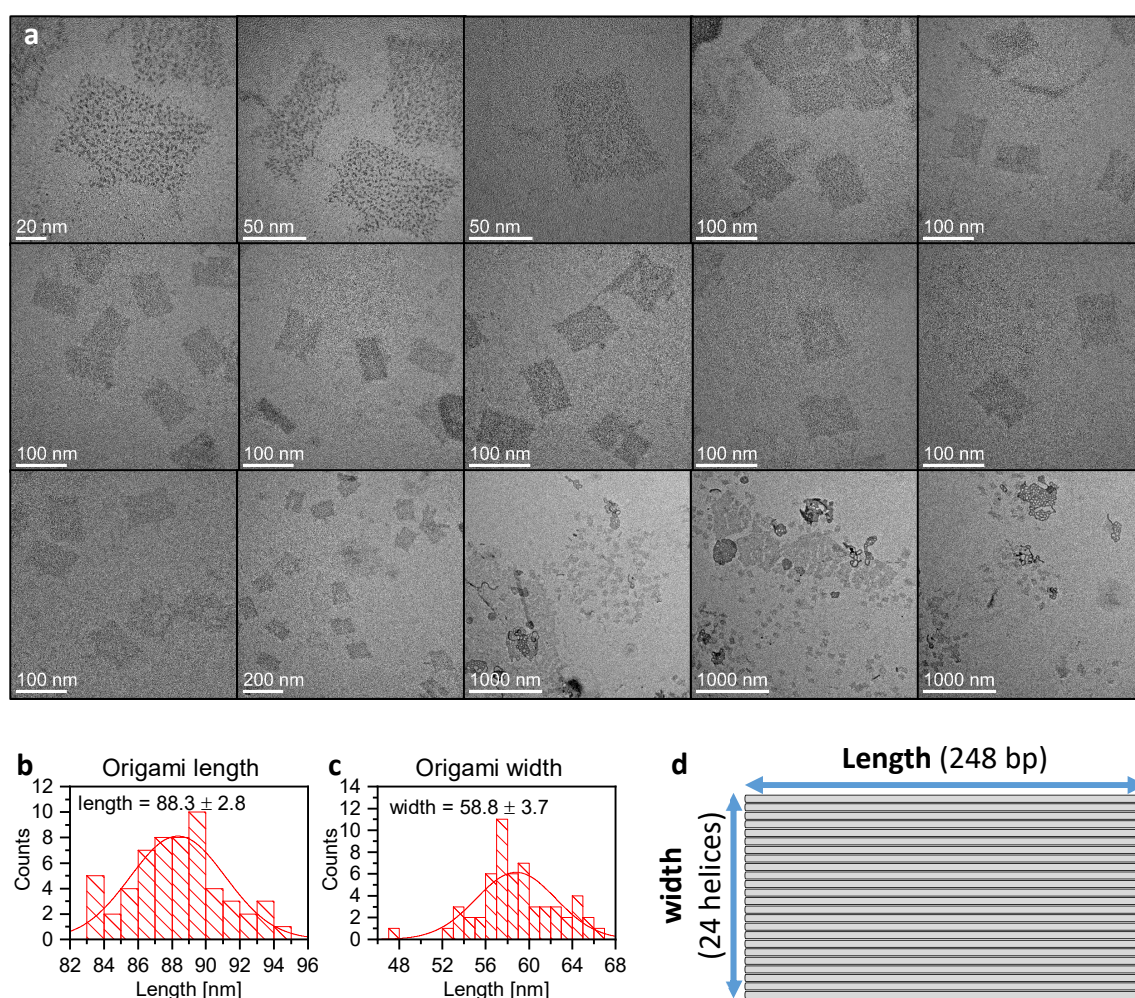 a
20 nm
50 nm
50 nm
100 nm
100 nm
100 nm
100 nm
100 nm
100 nm
100 nm
100 nm
200 nm
1000 nm
1000 nm
1000 nm
b
Origami length
length = 88.3 ± 2.8
Counts
12
10
8
6
4
2
0
82 84 86 88 90 92 94 96
Length [nm]
c
Origami width
width = 58.8 ± 3.7
Counts
14
12
10
8
6
4
2
0
48 52 56 60 64 68
Length [nm]
d
Length (248 bp)
width
(24 helices)